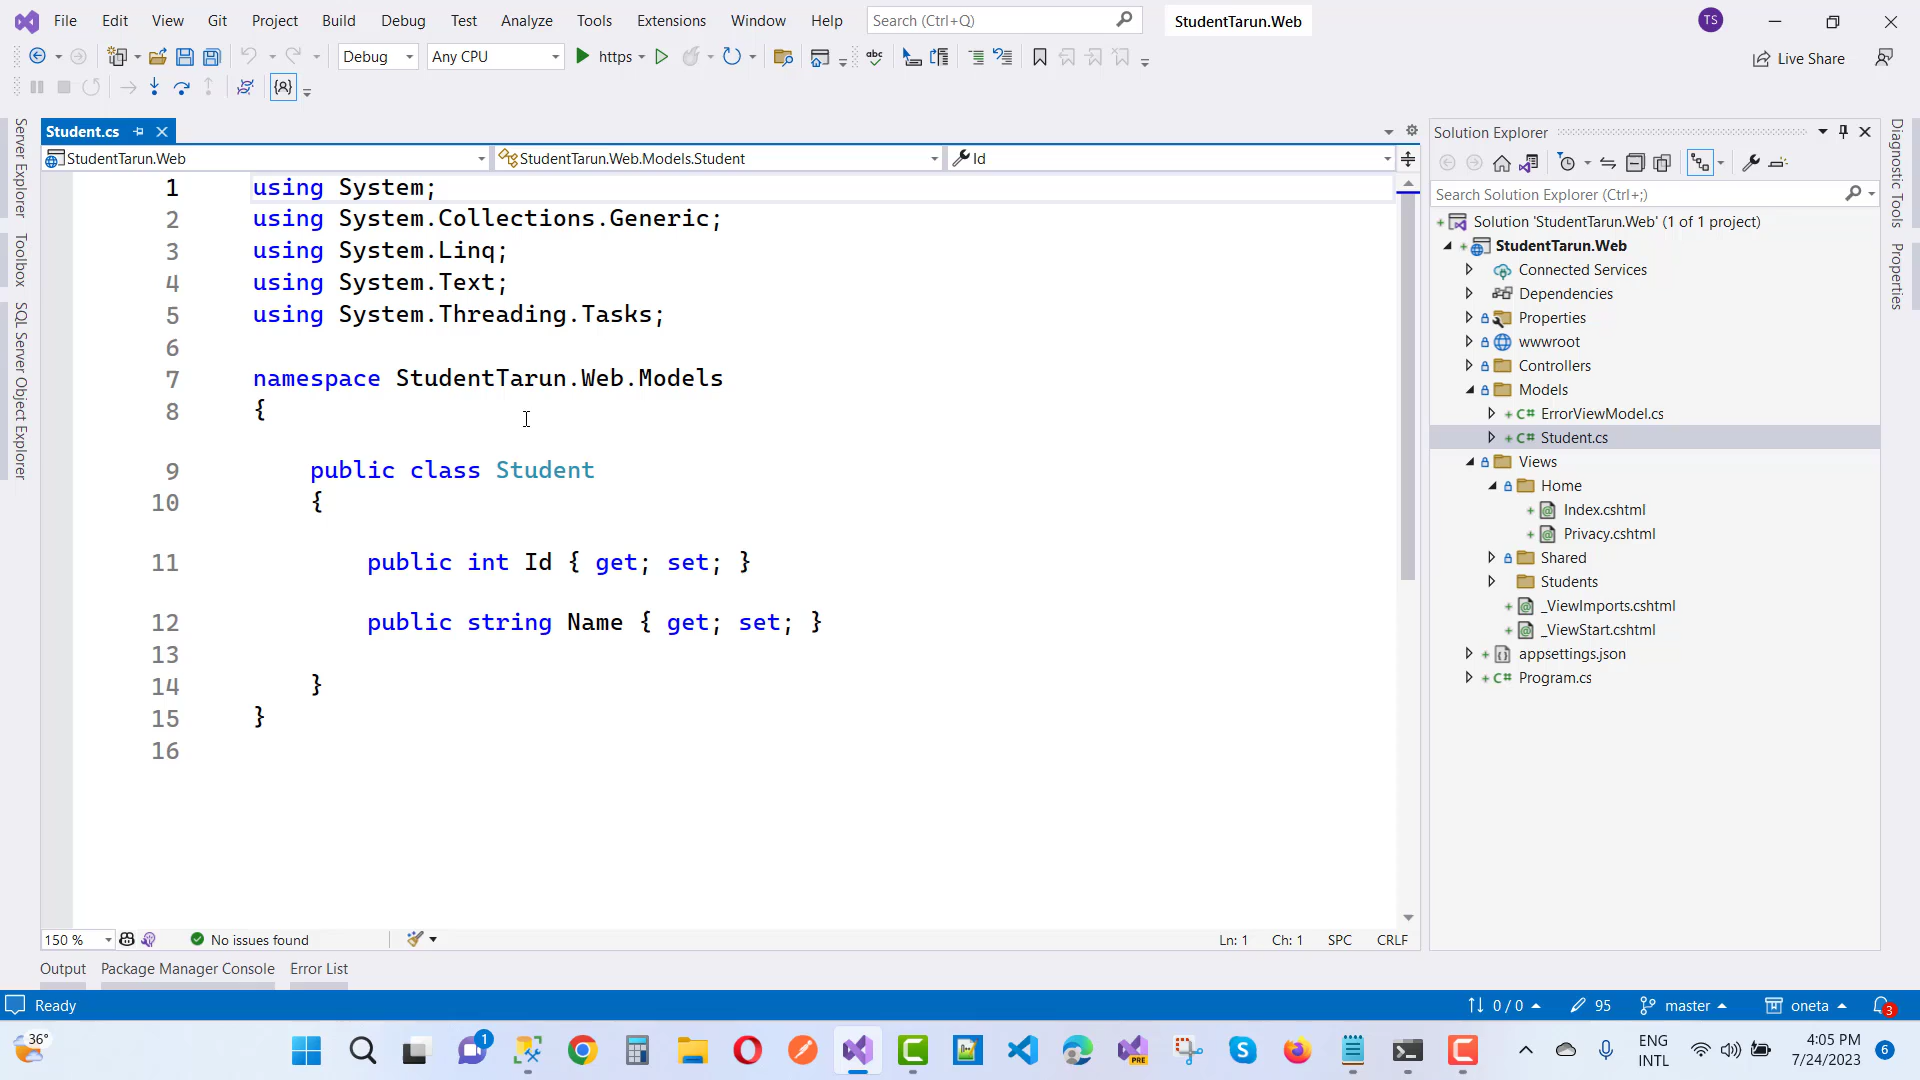 File Edit View Git Project Build Debug Test Analyze Tools Extensions Window Help Search (Ctrl+Q) StudentTarun.Web TS
Debug Any CPU https Live Share
Student.cs
StudentTarun.Web StudentTarun.Web.Models.Student Id
Server Explorer
Toolbox
SQL Server Object Explorer
1 using System;
2 using System.Collections.Generic;
3 using System.Linq;
4 using System.Text;
5 using System.Threading.Tasks;
6
7 namespace StudentTarun.Web.Models
8 {
9 public class Student
10 {
11 public int Id { get; set; }
12 public string Name { get; set; }
13
14 }
15 }
16
150 % No issues found Ln: 1 Ch: 1 SPC CRLF
Output Package Manager Console Error List
Solution Explorer
Search Solution Explorer (Ctrl+;)
Solution 'StudentTarun.Web' (1 of 1 project)
StudentTarun.Web
Connected Services
Dependencies
Properties
wwwroot
Controllers
Models
C# ErrorViewModel.cs
C# Student.cs
Views
Home
Index.cshtml
Privacy.cshtml
Shared
Students
_ViewImports.cshtml
_ViewStart.cshtml
appsettings.json
C# Program.cs
Diagnostic Tools
Properties
Ready 0 / 0 95 master oneta 3
36° 1 PRE ENG INTL 4:05 PM 7/24/2023 6